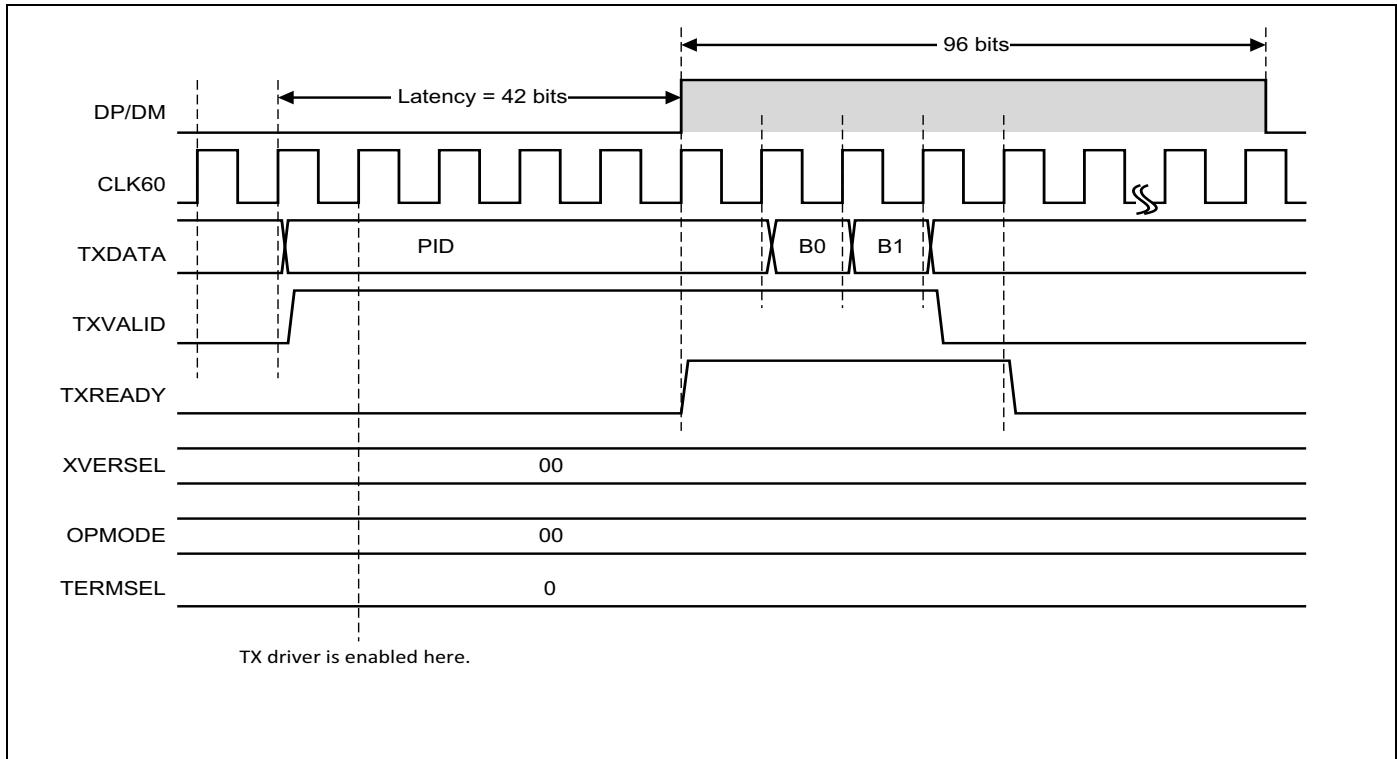 96 bits
Latency = 42 bits
DP/DM
CLK60
TXDATA
PID
B0
B1
TXVALID
TXREADY
XVERSEL
00
OPMODE
00
TERMSEL
0
TX driver is enabled here.